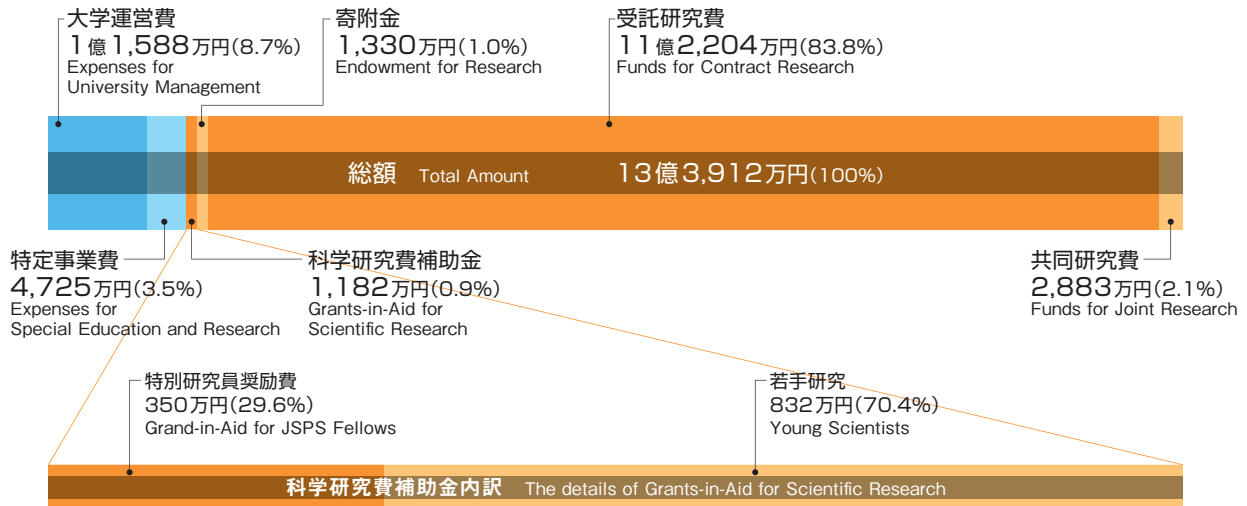 大学運営費
1億1,588万円(8.7%)
Expenses for
University Management
寄附金
1,330万円(1.0%)
Endowment for Research
受託研究費
11億2,204万円(83.8%)
Funds for Contract Research
総額 Total Amount 13億3,912万円(100%)
特定事業費
4,725万円(3.5%)
Expenses for
Special Education and Research
科学研究費補助金
1,182万円(0.9%)
Grants-in-Aid for
Scientific Research
共同研究費
2,883万円(2.1%)
Funds for Joint Research
特別研究員奨励費
350万円(29.6%)
Grand-in-Aid for JSPS Fellows
若手研究
832万円(70.4%)
Young Scientists
科学研究費補助金内訳 The details of Grants-in-Aid for Scientific Research